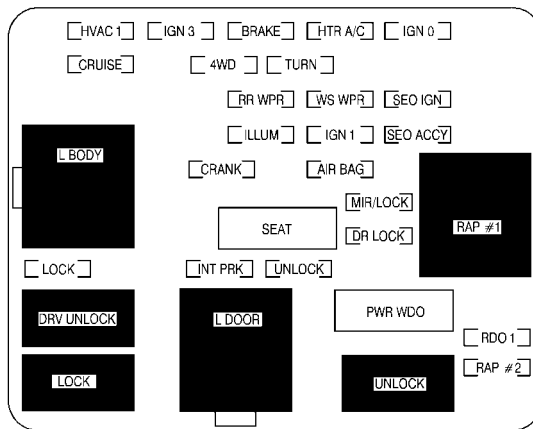 HVAC 1 IGN 3 BRAKE HTR A/C IGN 0
CRUISE 4WD TURN
RR WPR WS WPR SEO IGN
ILLUM IGN 1 SEO ACCY
L BODY
CRANK AIR BAG
MIR/LOCK
SEAT
RAP #1
DR LOCK
LOCK INT PRK UNLOCK
DRV UNLOCK L DOOR PWR WDO
RDO 1
RAP #2
LOCK UNLOCK